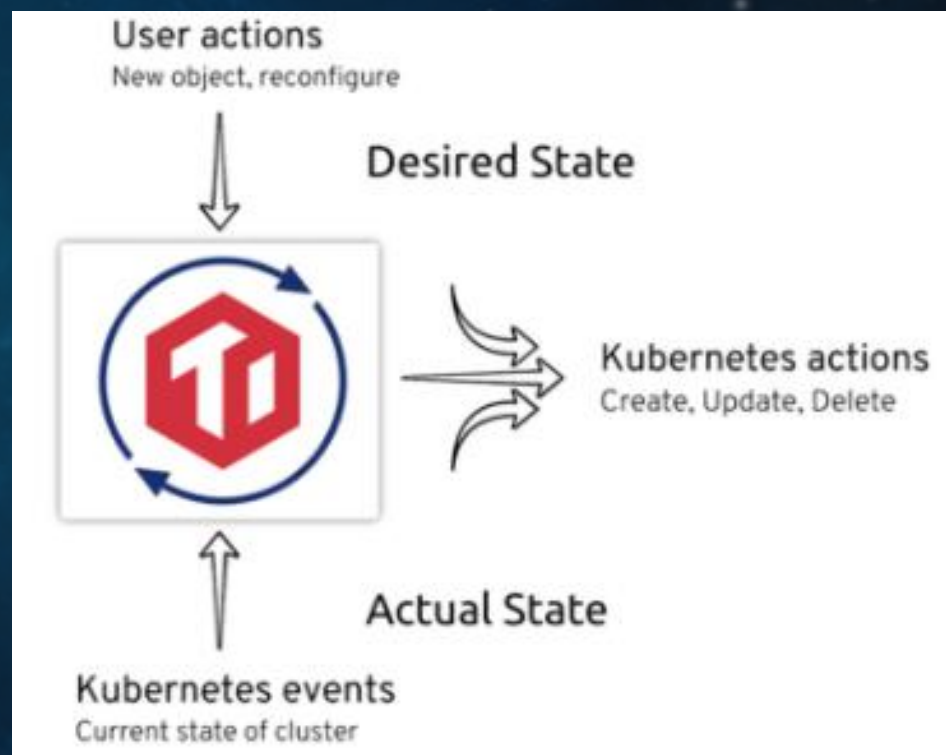 User actions
New object, reconfigure
Desired State
Kubernetes actions
Create, Update, Delete
Actual State
Kubernetes events
Current state of cluster